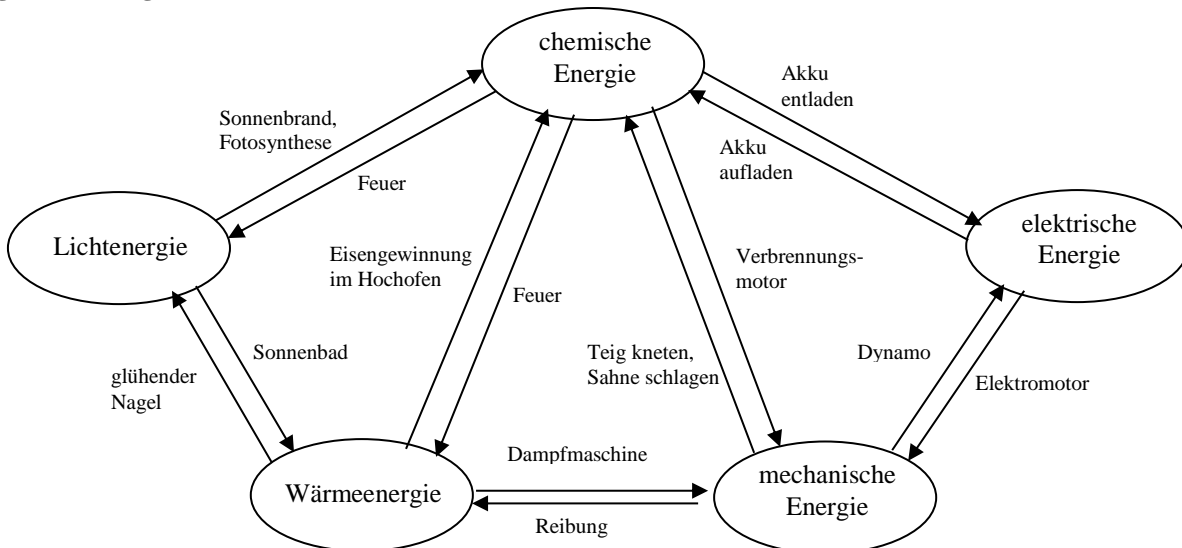 chemische
Energie
Akku
entladen
Sonnenbrand,
Fotosynthese
Akku
aufladen
Feuer
Lichtenergie
elektrische
Energie
Eisengewinnung
im Hochofen
Verbrennungs-
motor
Feuer
Sonnenbad
Teig kneten,
Sahne schlagen
Dynamo
glühender
Nagel
Elektromotor
Dampfmaschine
Wärmeenergie
mechanische
Energie
Reibung